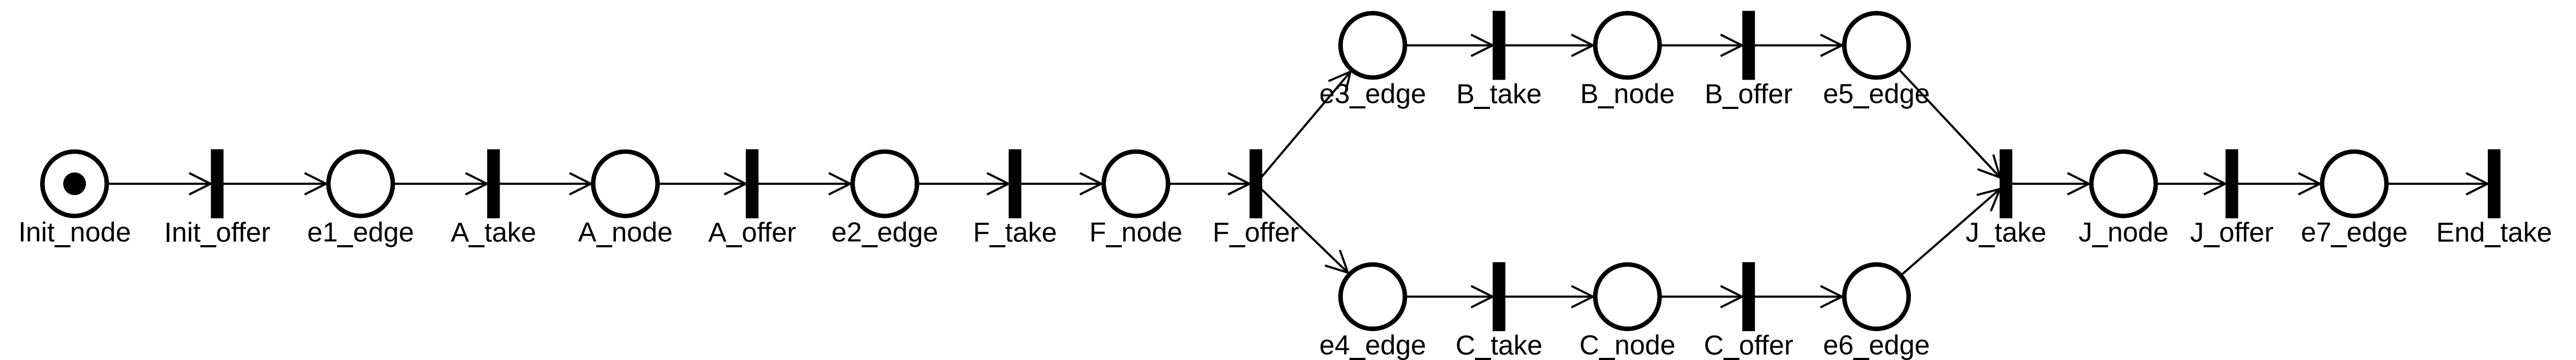 e3_edge B_take B_node B_offer e5_edge
Init_node Init_offer e1_edge A_take A_node A_offer e2_edge F_take F_node F_offer J_take J_node J_offer e7_edge End_take
e4_edge C_take C_node C_offer e6_edge